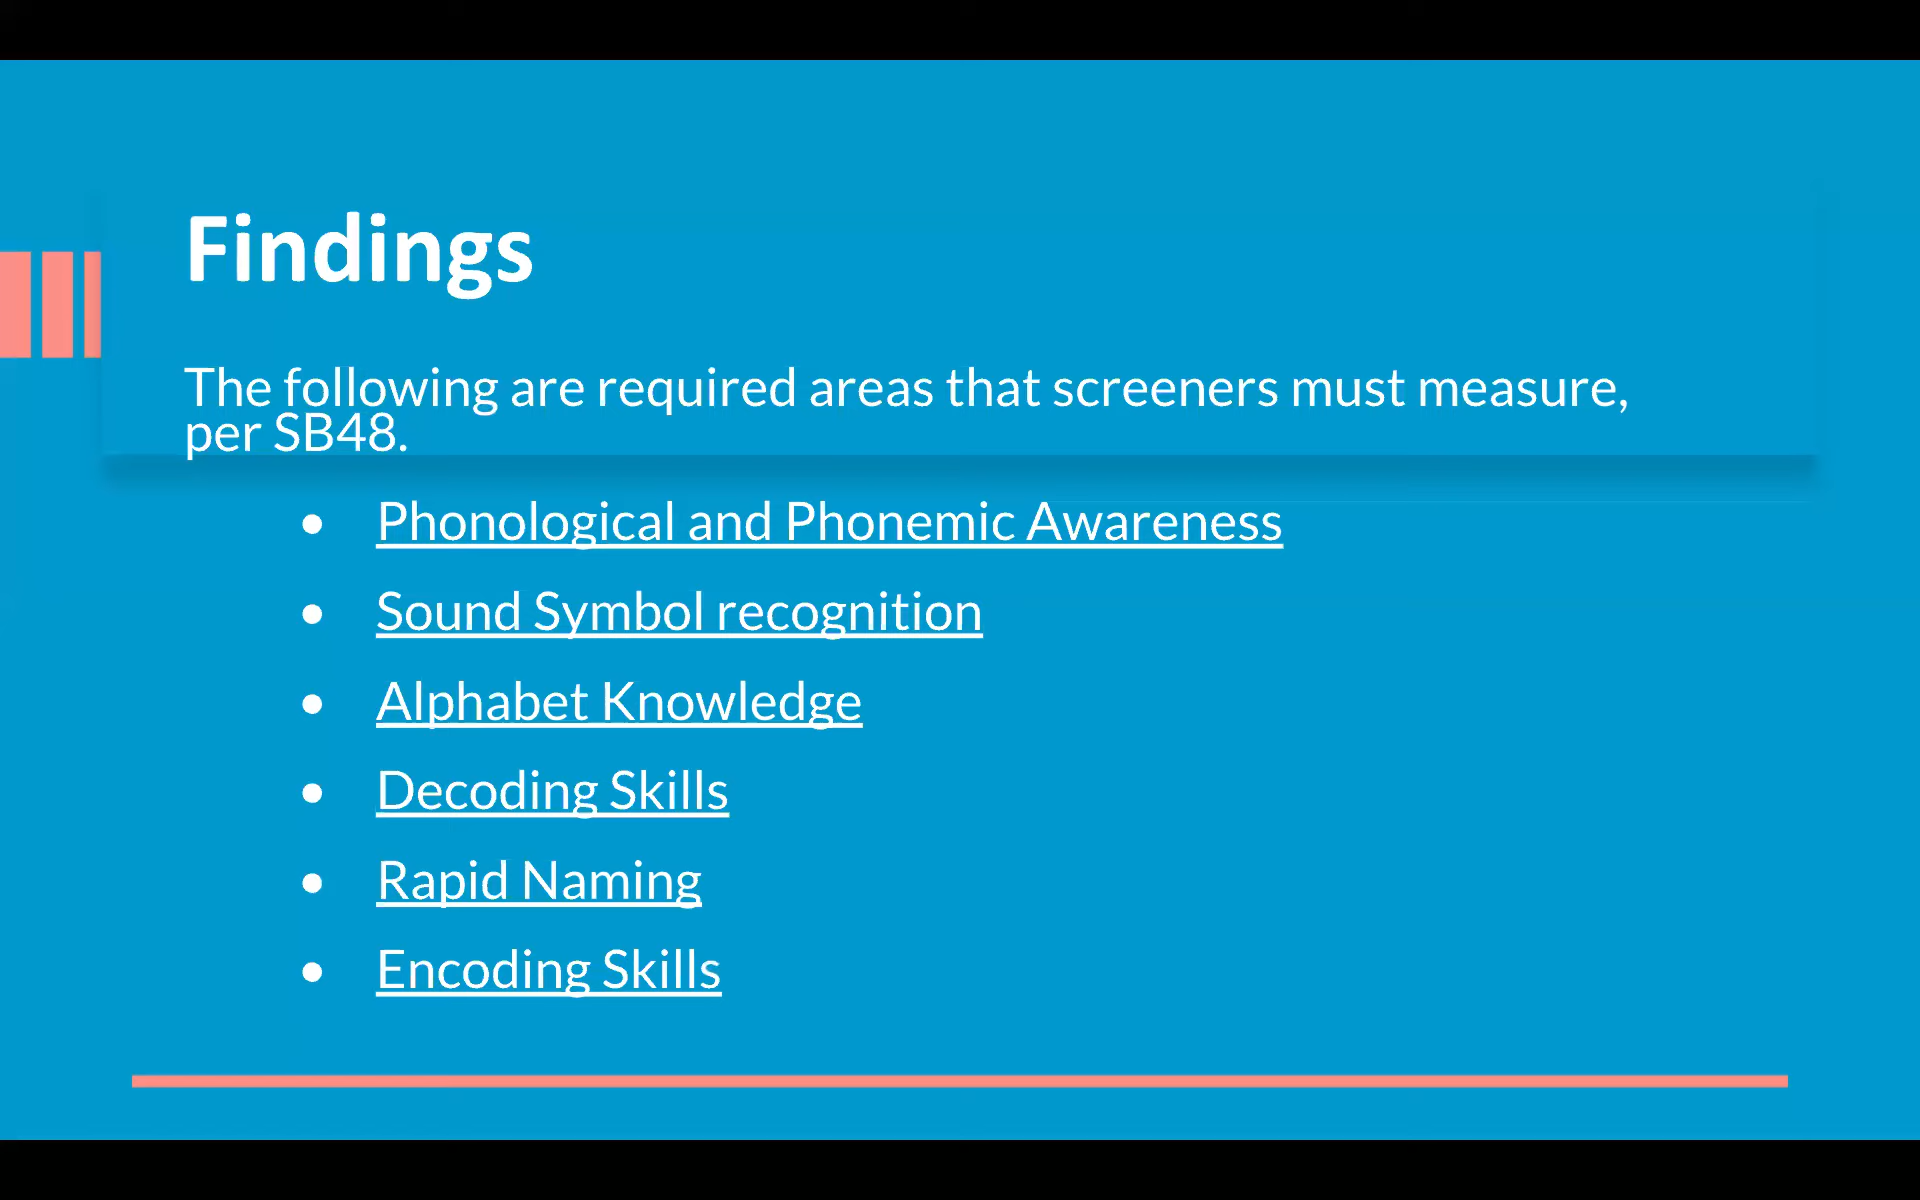 Findings
The following are required areas that screeners must measure,
per SB48.
● Phonological and Phonemic Awareness
● Sound Symbol recognition
● Alphabet Knowledge
● Decoding Skills
● Rapid Naming
● Encoding Skills